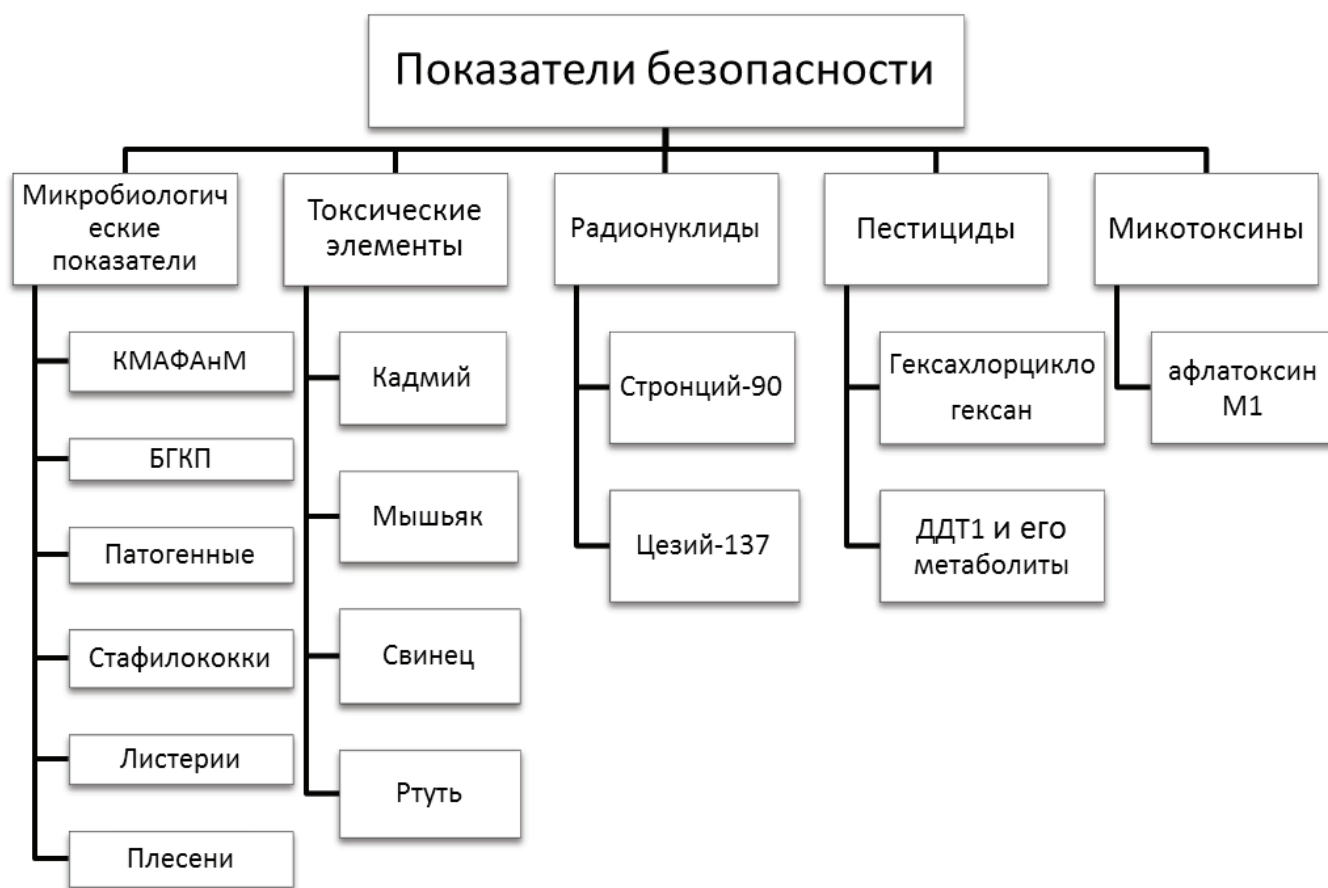 Показатели безопасности
Микробиологич
еские
показатели
КМАФАнМ
БГКП
Патогенные
Стафилококки
Листерии
Плесени
Токсические
элементы
Кадмий
Мышьяк
Свинец
Ртуть
Радионуклиды
Стронций-90
Цезий-137
Пестициды
Гексахлорцикло
гексан
ДДТ1 и его
метаболиты
Микотоксины
афлатоксин
М1